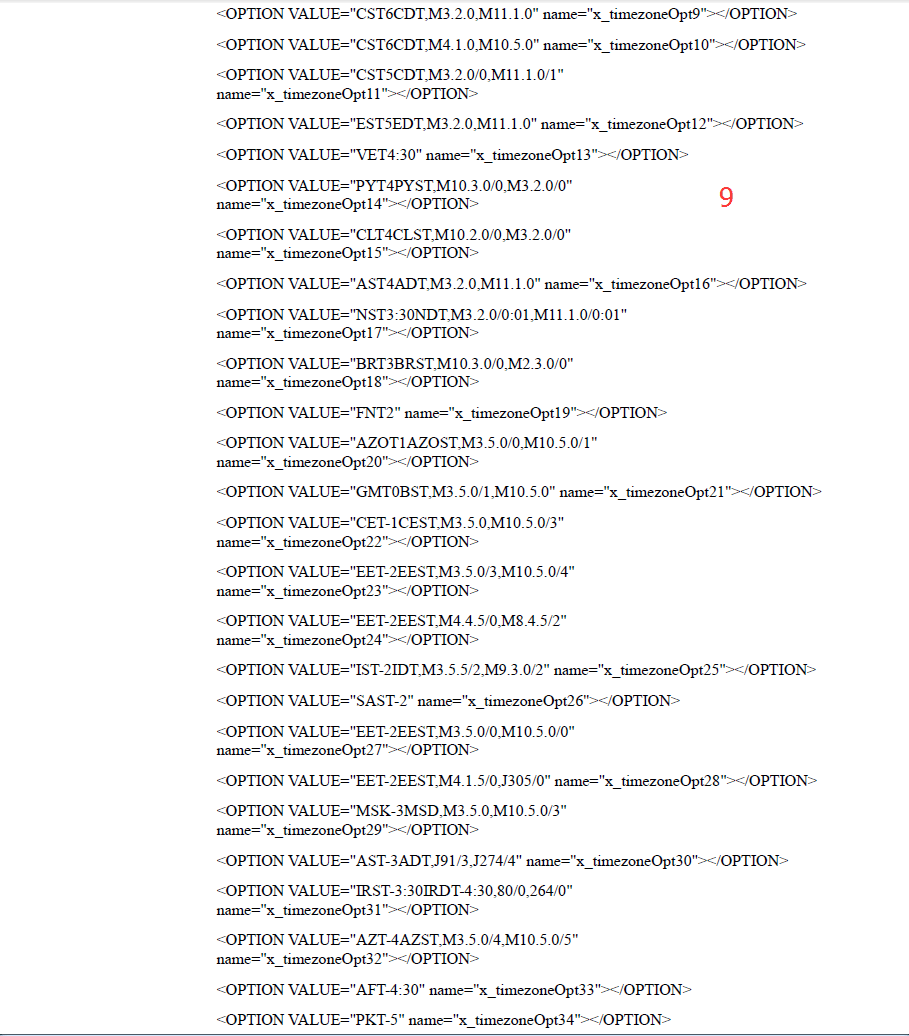 <OPTION VALUE="CST6CDT,M3.2.0,M11.1.0" name="x_timezoneOpt9"></OPTION>
<OPTION VALUE="CST6CDT,M4.1.0,M10.5.0" name="x_timezoneOpt10"></OPTION>
<OPTION VALUE="CST5CDT,M3.2.0/0,M11.1.0/1"
name="x_timezoneOpt11"></OPTION>
<OPTION VALUE="EST5EDT,M3.2.0,M11.1.0" name="x_timezoneOpt12"></OPTION>
<OPTION VALUE="VET4:30" name="x_timezoneOpt13"></OPTION>
<OPTION VALUE="PYT4PYST,M10.3.0/0,M3.2.0/0"
9
name="x_timezoneOpt14"></OPTION>
<OPTION VALUE="CLT4CLST,M10.2.0/0,M3.2.0/0"
name="x_timezoneOpt15"></OPTION>
<OPTION VALUE="AST4ADT,M3.2.0,M11.1.0" name="x_timezoneOpt16"></OPTION>
<OPTION VALUE="NST3:30NDT,M3.2.0/0:01,M11.1.0/0:01"
name="x_timezoneOpt17"></OPTION>
<OPTION VALUE="BRT3BRST,M10.3.0/0,M2.3.0/0"
name="x_timezoneOpt18"></OPTION>
<OPTION VALUE="FNT2" name="x_timezoneOpt19"></OPTION>
<OPTION VALUE="AZOT1AZOST,M3.5.0/0,M10.5.0/1"
name="x_timezoneOpt20"></OPTION>
<OPTION VALUE="GMT0BST,M3.5.0/1,M10.5.0" name="x_timezoneOpt21"></OPTION>
<OPTION VALUE="CET-1CEST,M3.5.0,M10.5.0/3"
name="x_timezoneOpt22"></OPTION>
<OPTION VALUE="EET-2EEST,M3.5.0/3,M10.5.0/4"
name="x_timezoneOpt23"></OPTION>
<OPTION VALUE="EET-2EEST,M4.4.5/0,M8.4.5/2"
name="x_timezoneOpt24"></OPTION>
<OPTION VALUE="IST-2IDT,M3.5.5/2,M9.3.0/2" name="x_timezoneOpt25"></OPTION>
<OPTION VALUE="SAST-2" name="x_timezoneOpt26"></OPTION>
<OPTION VALUE="EET-2EEST,M3.5.0/0,M10.5.0/0"
name="x_timezoneOpt27"></OPTION>
<OPTION VALUE="EET-2EEST,M4.1.5/0,J305/0" name="x_timezoneOpt28"></OPTION>
<OPTION VALUE="MSK-3MSD,M3.5.0,M10.5.0/3"
name="x_timezoneOpt29"></OPTION>
<OPTION VALUE="AST-3ADT,J91/3,J274/4" name="x_timezoneOpt30"></OPTION>
<OPTION VALUE="IRST-3:30IRDT-4:30,80/0,264/0"
name="x_timezoneOpt31"></OPTION>
<OPTION VALUE="AZT-4AZST,M3.5.0/4,M10.5.0/5"
name="x_timezoneOpt32"></OPTION>
<OPTION VALUE="AFT-4:30" name="x_timezoneOpt33"></OPTION>
<OPTION VALUE="PKT-5" name="x_timezoneOpt34"></OPTION>